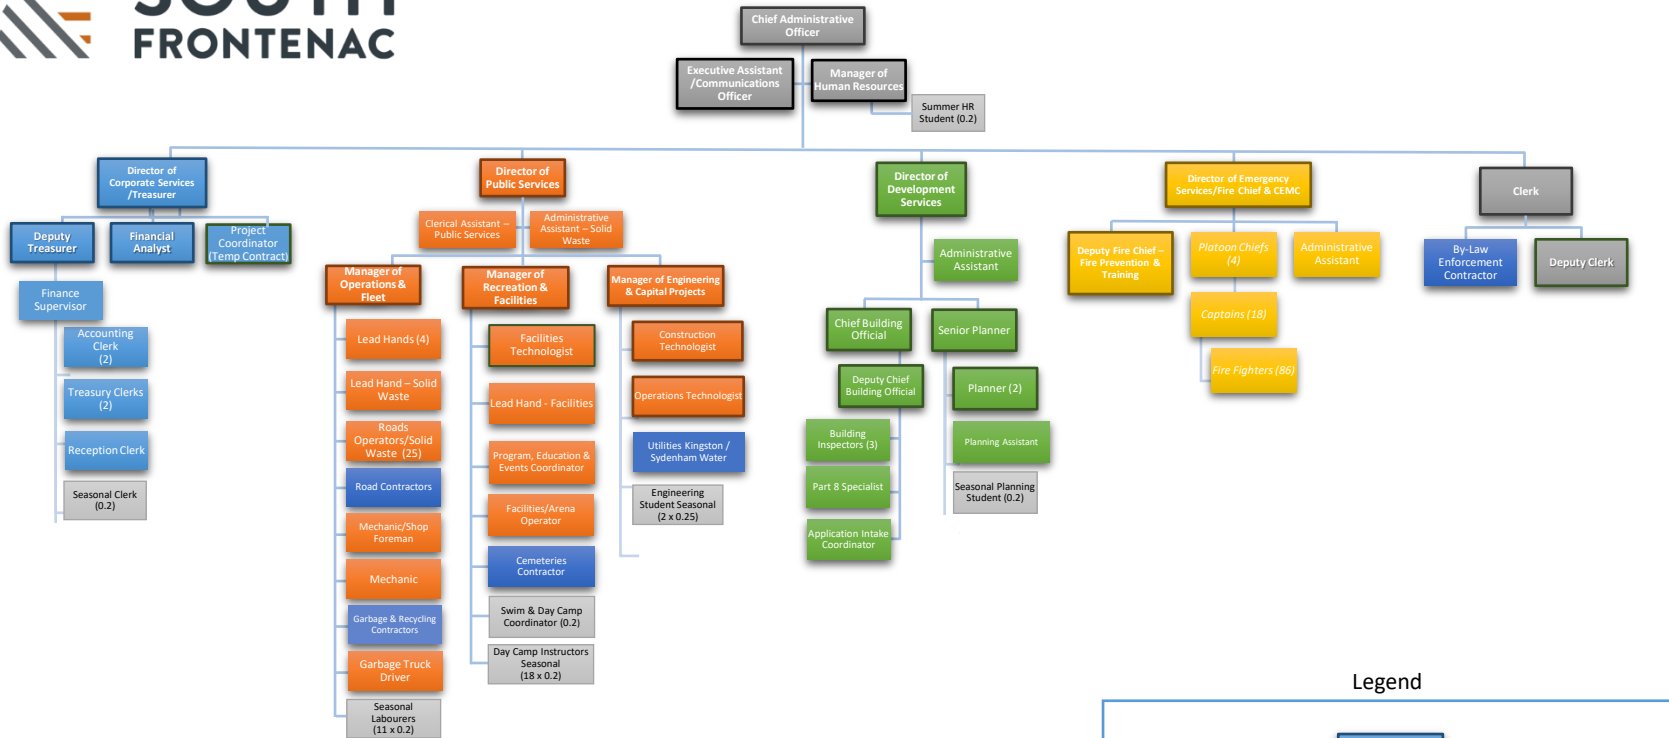 SOUTH
FRONTENAC
Chief Administrative
Officer
Executive Assistant
/Communications
Officer
Manager of
Human Resources
Summer HR
Student (0.2)
Director of
Corporate Services
/Treasurer
Director of
Public Services
Director of
Development
Services
Director of Emergency
Services/Fire Chief & CEMC
Clerk
Deputy
Treasurer
Financial
Analyst
Project
Coordinator
(Temp Contract)
Finance
Supervisor
Accounting
Clerk
(2)
Treasury Clerks
(2)
Reception Clerk
Seasonal Clerk
(0.2)
Clerical Assistant –
Public Services
Administrative
Assistant – Solid
Waste
Manager of
Operations &
Fleet
Manager of
Recreation &
Facilities
Manager of Engineering
& Capital Projects
Lead Hands (4)
Lead Hand – Solid
Waste
Roads
Operators/Solid
Waste (25)
Road Contractors
Mechanic/Shop
Foreman
Mechanic
Garbage & Recycling
Contractors
Garbage Truck
Driver
Seasonal
Labourers
(11 x 0.2)
Facilities
Technologist
Lead Hand - Facilities
Program, Education &
Events Coordinator
Facilities/Arena
Operator
Cemeteries
Contractor
Swim & Day Camp
Coordinator (0.2)
Day Camp Instructors
Seasonal
(18 x 0.2)
Construction
Technologist
Operations Technologist
Utilities Kingston /
Sydenham Water
Engineering
Student Seasonal
(2 x 0.25)
Administrative
Assistant
Chief Building
Official
Senior Planner
Deputy Chief
Building Official
Building
Inspectors (3)
Part 8 Specialist
Application Intake
Coordinator
Planner (2)
Planning Assistant
Seasonal Planning
Student (0.2)
Deputy Fire Chief –
Fire Prevention &
Training
Platoon Chiefs
(4)
Administrative
Assistant
Captains (18)
Fire Fighters (86)
By-Law
Enforcement
Contractor
Deputy Clerk
Legend